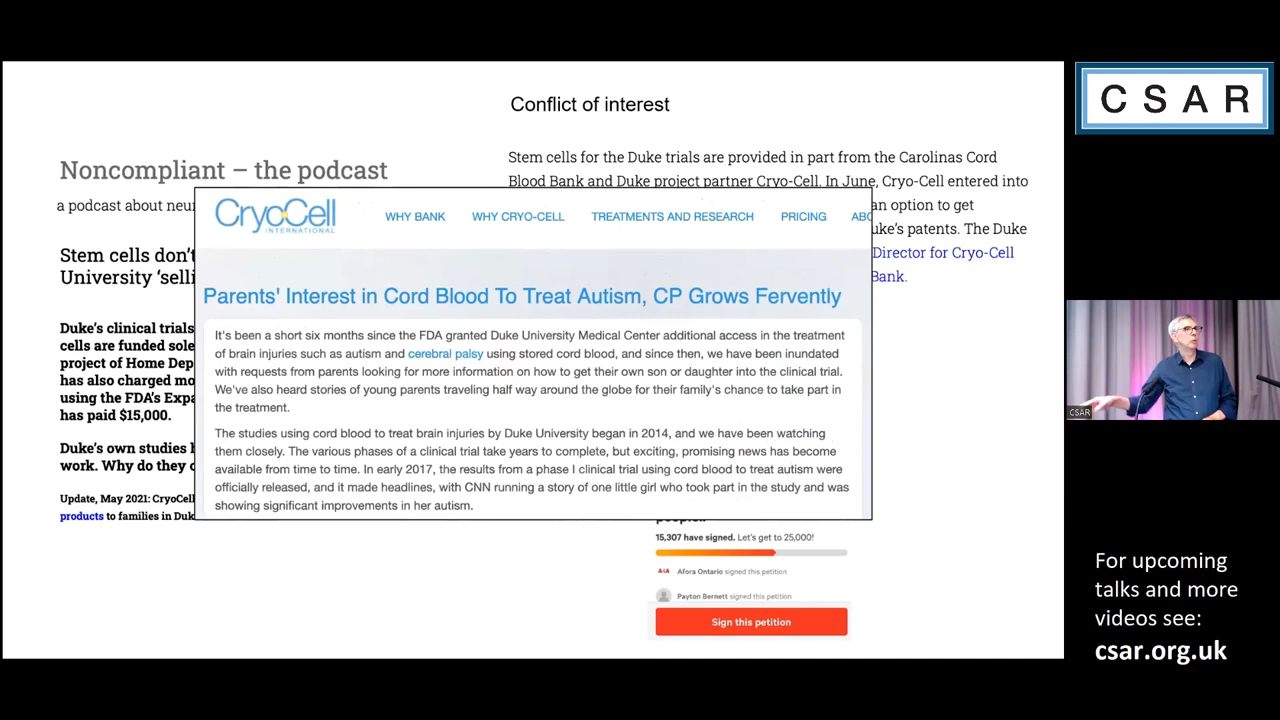 Conflict of interest
Noncompliant – the podcast
a podcast about neu
Stem cells don't
University 'selli
Duke's clinical trials
cells are funded sole
project of Home Dep
has also charged mo
using the FDA's Expa
has paid $15,000.
Duke's own studies h
work. Why do they c
Update, May 2021: CryoCell
products to families in Duk
Stem cells for the Duke trials are provided in part from the Carolinas Cord
Blood Bank and Duke project partner Cryo-Cell. In June, Cryo-Cell entered into
an option to get
uke's patents. The Duke
Director for Cryo-Cell
Bank.
CryoCell
INTERNATIONAL
WHY BANK WHY CRYO-CELL TREATMENTS AND RESEARCH PRICING ABO
Parents' Interest in Cord Blood To Treat Autism, CP Grows Fervently
It's been a short six months since the FDA granted Duke University Medical Center additional access in the treatment
of brain injuries such as autism and cerebral palsy using stored cord blood, and since then, we have been inundated
with requests from parents looking for more information on how to get their own son or daughter into the clinical trial.
We've also heard stories of young parents traveling half way around the globe for their family's chance to take part in
the treatment.
The studies using cord blood to treat brain injuries by Duke University began in 2014, and we have been watching
them closely. The various phases of a clinical trial take years to complete, but exciting, promising news has become
available from time to time. In early 2017, the results from a phase I clinical trial using cord blood to treat autism were
officially released, and it made headlines, with CNN running a story of one little girl who took part in the study and was
showing significant improvements in her autism.
15,307 have signed. Let's get to 25,000!
Afora Ontario signed this petition
Payton Bernett signed this petition
Sign this petition
CSAR
CSAR
For upcoming
talks and more
videos see:
csar.org.uk